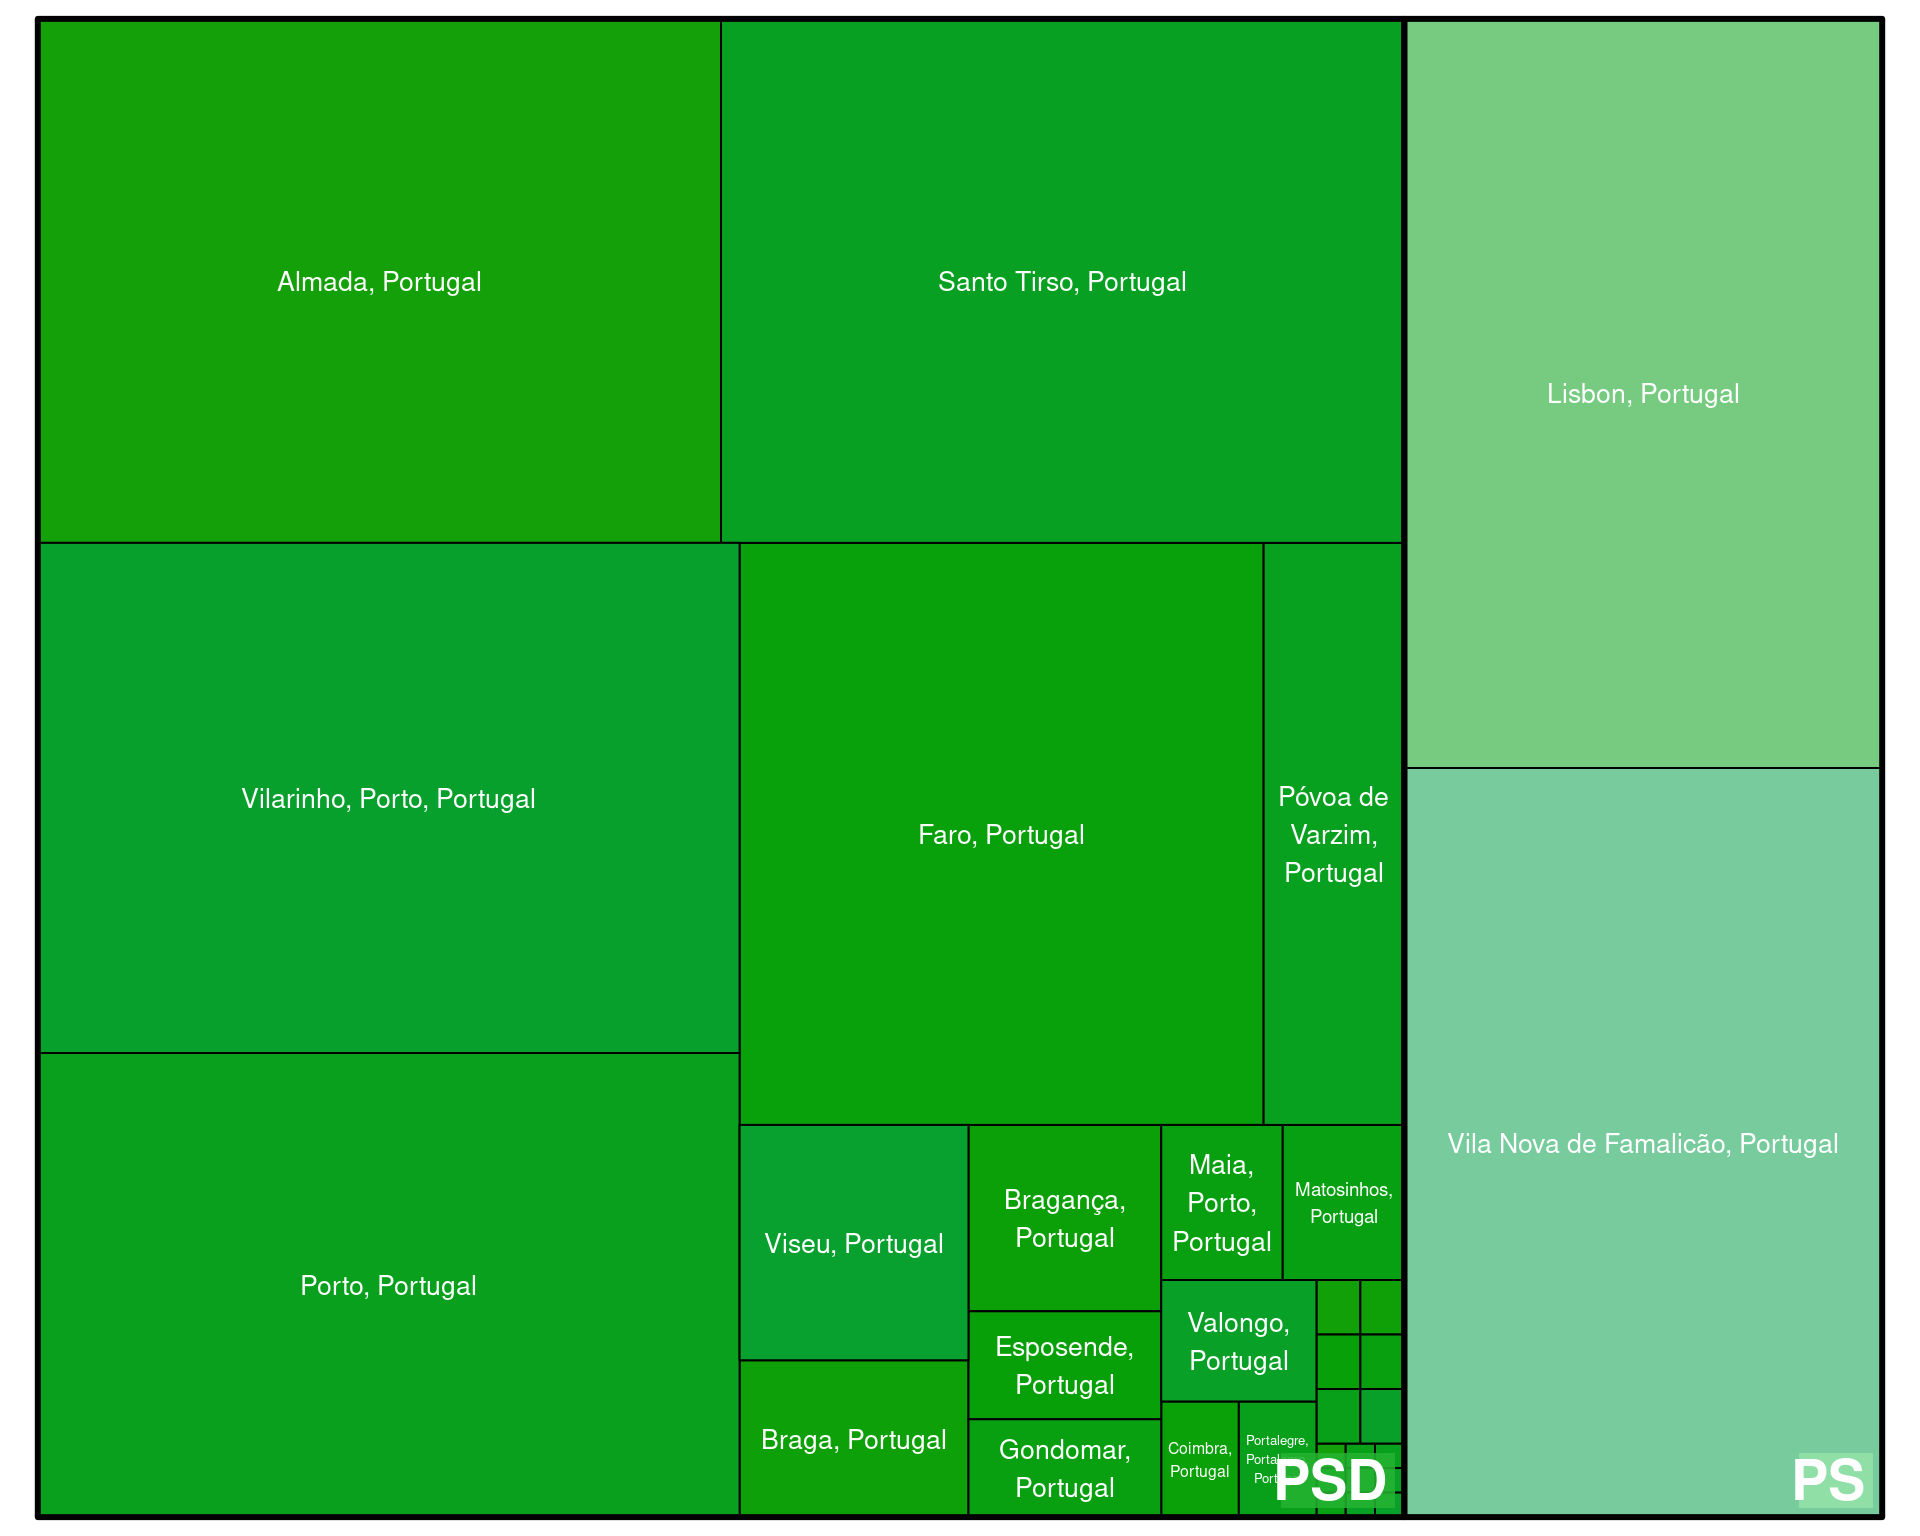 Almada, Portugal
Santo Tirso, Portugal
Lisbon, Portugal
Vilarinho, Porto, Portugal
Faro, Portugal
Póvoa de
Varzim,
Portugal
Vila Nova de Famalicão, Portugal
Porto, Portugal
Viseu, Portugal
Bragança,
Portugal
Maia,
Porto,
Portugal
Matosinhos,
Portugal
Esposende,
Portugal
Valongo,
Portugal
Braga, Portugal
Gondomar,
Portugal
Coimbra,
Portugal
Portalegre,
PSD
PS